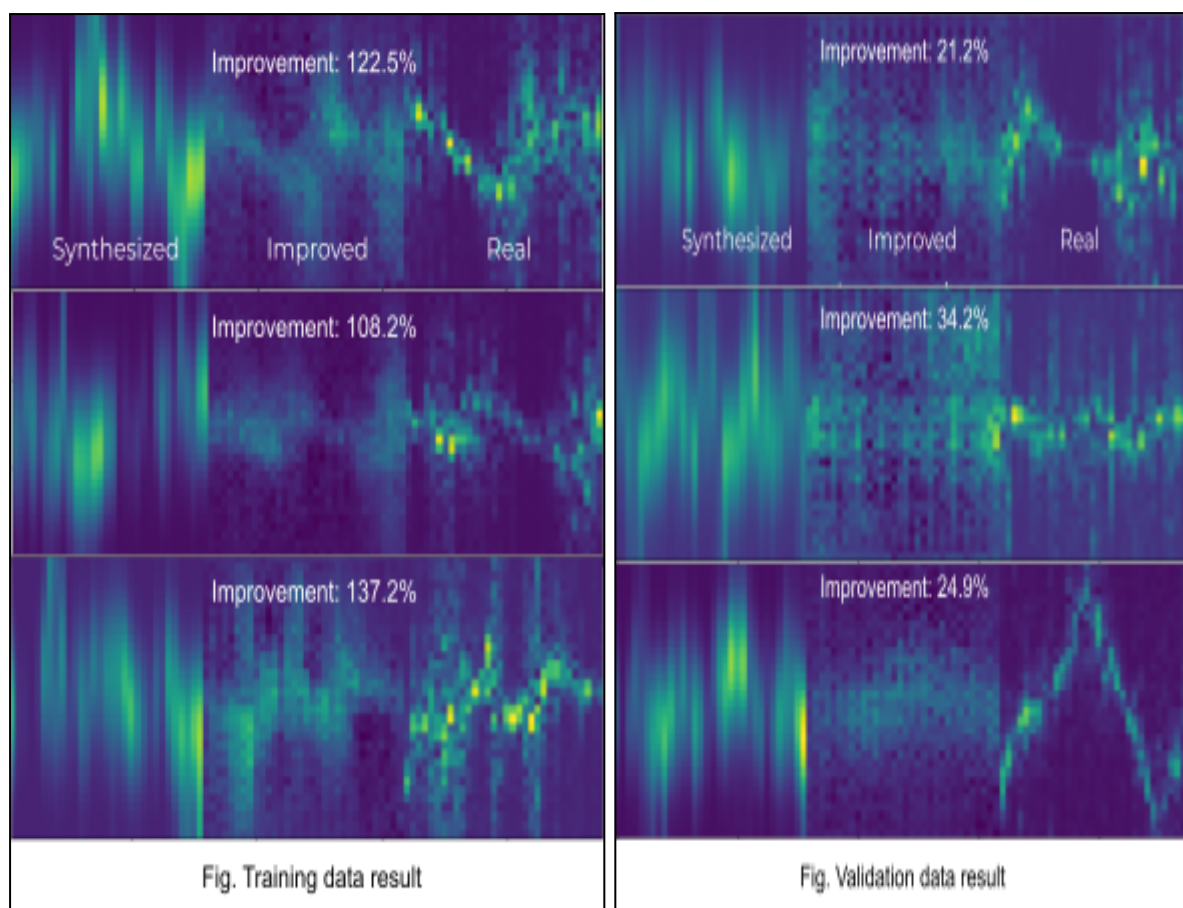 Improvement: 122.5%
Synthesized Improved Real
Improvement: 108.2%
Improvement: 137.2%
Fig. Training data result
Improvement: 21.2%
Synthesized Improved Real
Improvement: 34.2%
Improvement: 24.9%
Fig. Validation data result